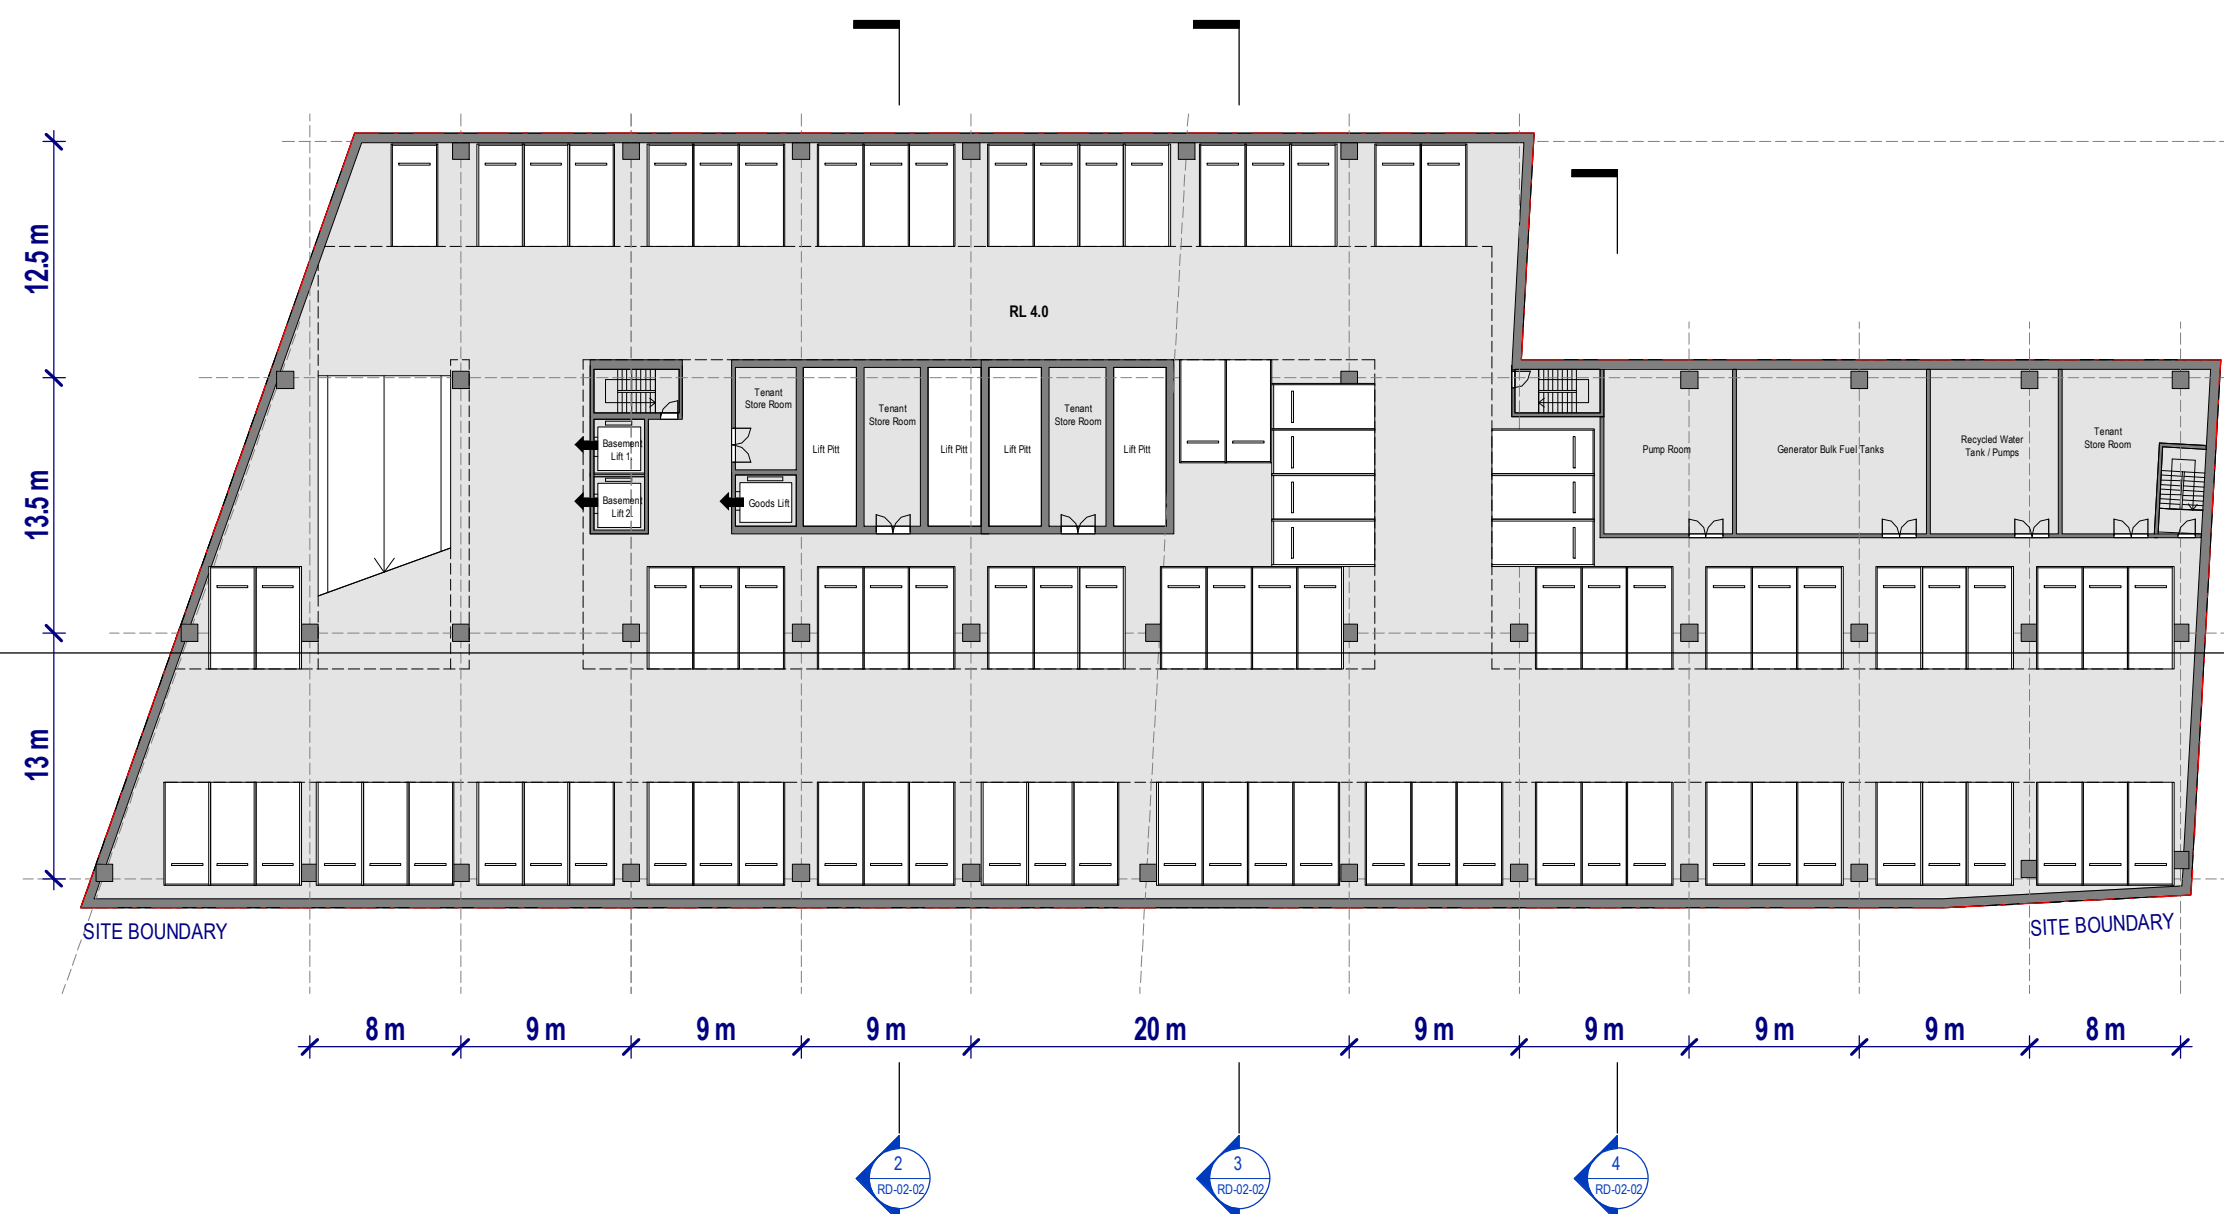 12.5 m
RL 4.0
Tenant
Store Room
Tenant
Store Room
Tenant
Store Room
Basement
Lift 1.
Lift Pitt
Lift Pitt
Lift Pitt
Lift Pitt
Pump Room
Generator Bulk Fuel Tanks
Recycled Water
Tank / Pumps
Tenant
Store Room
13.5 m
Basement
Lift 2.
Goods Lift
13 m
SITE BOUNDARY
SITE BOUNDARY
8 m
9 m
9 m
9 m
20 m
9 m
9 m
9 m
9 m
8 m
2
RD-02-02
3
RD-02-02
4
RD-02-02